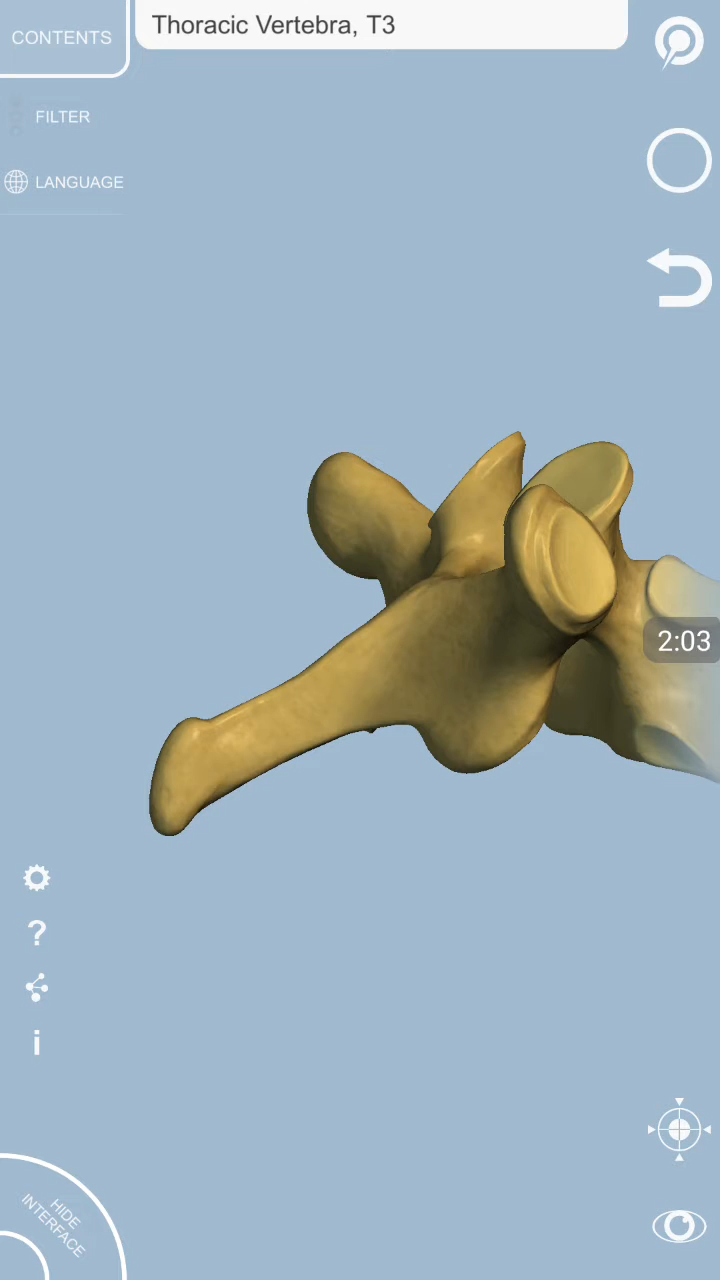 CONTENTS
Thoracic Vertebra, T3
FILTER
LANGUAGE
2:03
?
i
HIDE
INTERFACE